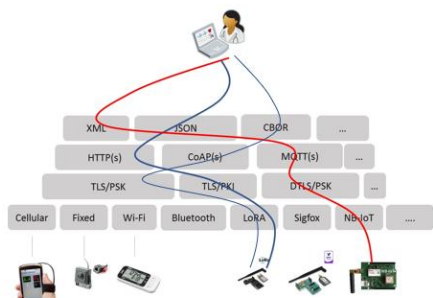 XML JSON CBOR ...
HTTP(s) CoAP(s) MQTT(s) ...
TLS/PSK TLS/PKI DTLS/PSK ...
Cellular Fixed Wi-Fi Bluetooth LoRA Sigfox NB-IoT ....